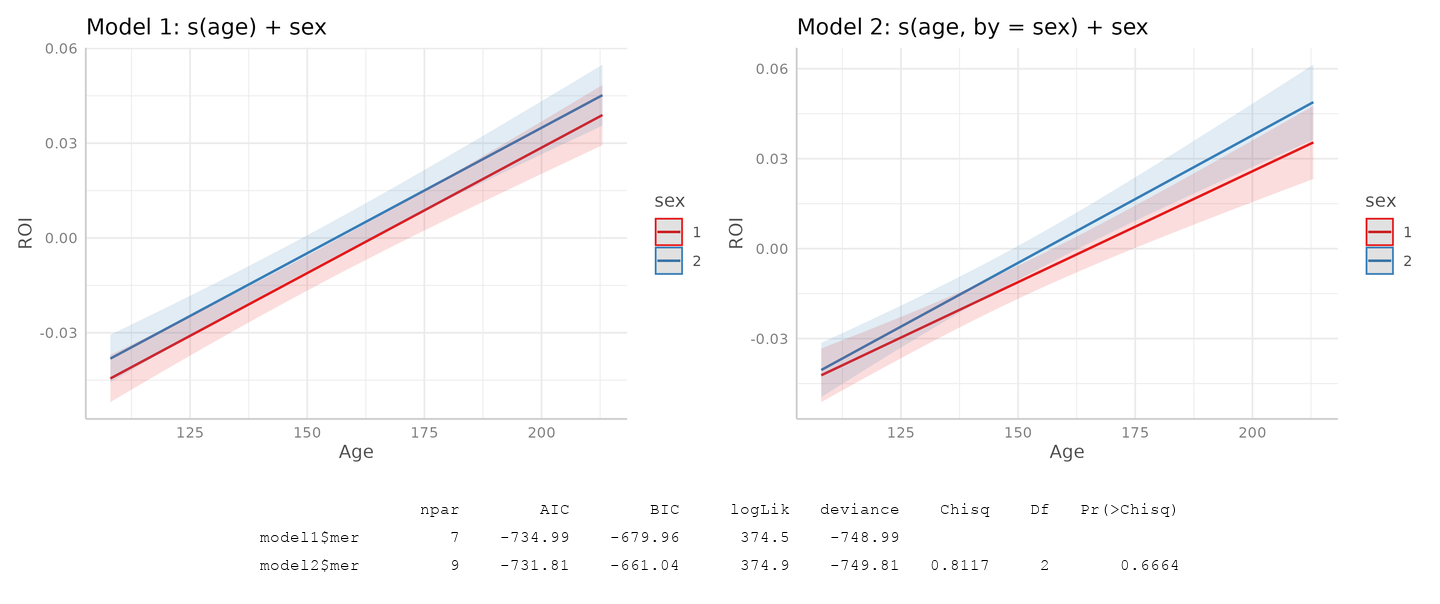 Model 1: s(age) + sex
0.06
0.03
0.00
-0.03
ROI
125 150 175 200
Age
sex
1
2
Model 2: s(age, by = sex) + sex
0.06
0.03
0.00
-0.03
ROI
125 150 175 200
Age
sex
1
2
npar AIC BIC logLik deviance Chisq Df Pr(>Chisq)
model1$mer 7 -734.99 -679.96 374.5 -748.99
model2$mer 9 -731.81 -661.04 374.9 -749.81 0.8117 2 0.6664